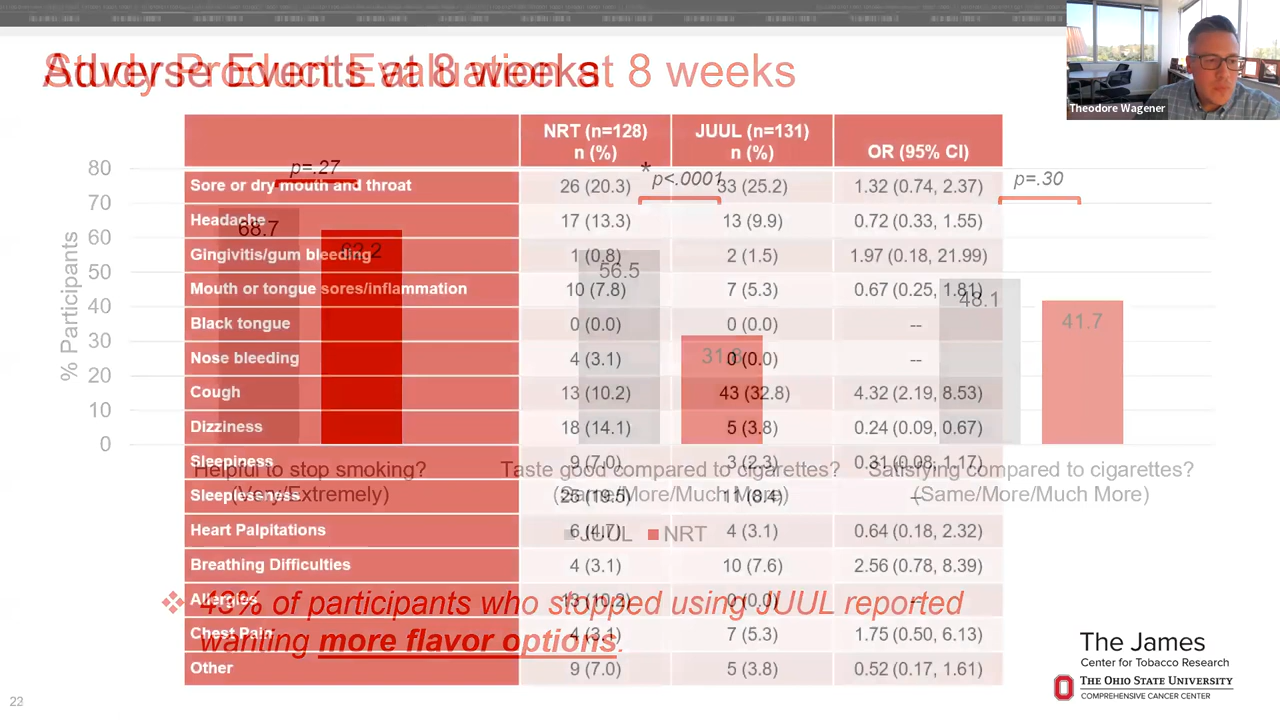 Adverse Events at 8 weeks
Study Product Evaluation at 8 weeks
Theodore Wagener
NRT (n=128) n (%)
JUUL (n=131) n (%)
OR (95% CI)
Sore or dry mouth and throat 26 (20.3) 33 (25.2) 1.32 (0.74, 2.37)
Headache 17 (13.3) 13 (9.9) 0.72 (0.33, 1.55)
Gingivitis/gum bleeding 1 (0.8) 2 (1.5) 1.97 (0.18, 21.99)
Mouth or tongue sores/inflammation 10 (7.8) 7 (5.3) 0.67 (0.25, 1.81)
Black tongue 0 (0.0) 0 (0.0) --
Nose bleeding 4 (3.1) 0 (0.0) --
Cough 13 (10.2) 43 (32.8) 4.32 (2.19, 8.53)
Dizziness 18 (14.1) 5 (3.8) 0.24 (0.09, 0.67)
Sleepiness 9 (7.0) 3 (2.3) 0.31 (0.08, 1.17)
Sleeplessness 25 (19.5) 11 (8.4) --
Heart Palpitations 6 (4.7) 4 (3.1) 0.64 (0.18, 2.32)
Breathing Difficulties 4 (3.1) 10 (7.6) 2.56 (0.78, 8.39)
Allergies 13 (10.2) 0 (0.0) --
Chest Pain 4 (3.1) 7 (5.3) 1.75 (0.50, 6.13)
Other 9 (7.0) 5 (3.8) 0.52 (0.17, 1.61)
% Participants
80
70
60
50
40
30
20
10
0
p=.27
* p<.0001
p=.30
68.7
62.2
56.5
48.1
41.7
Helpful to stop smoking?
(Very/Extremely)
Taste good compared to cigarettes?
(Same/More/Much More)
Satisfying compared to cigarettes?
(Same/More/Much More)
JUUL NRT
❖ 43% of participants who stopped using JUUL reported
wanting more flavor options.
The James
Center for Tobacco Research
THE OHIO STATE UNIVERSITY
COMPREHENSIVE CANCER CENTER